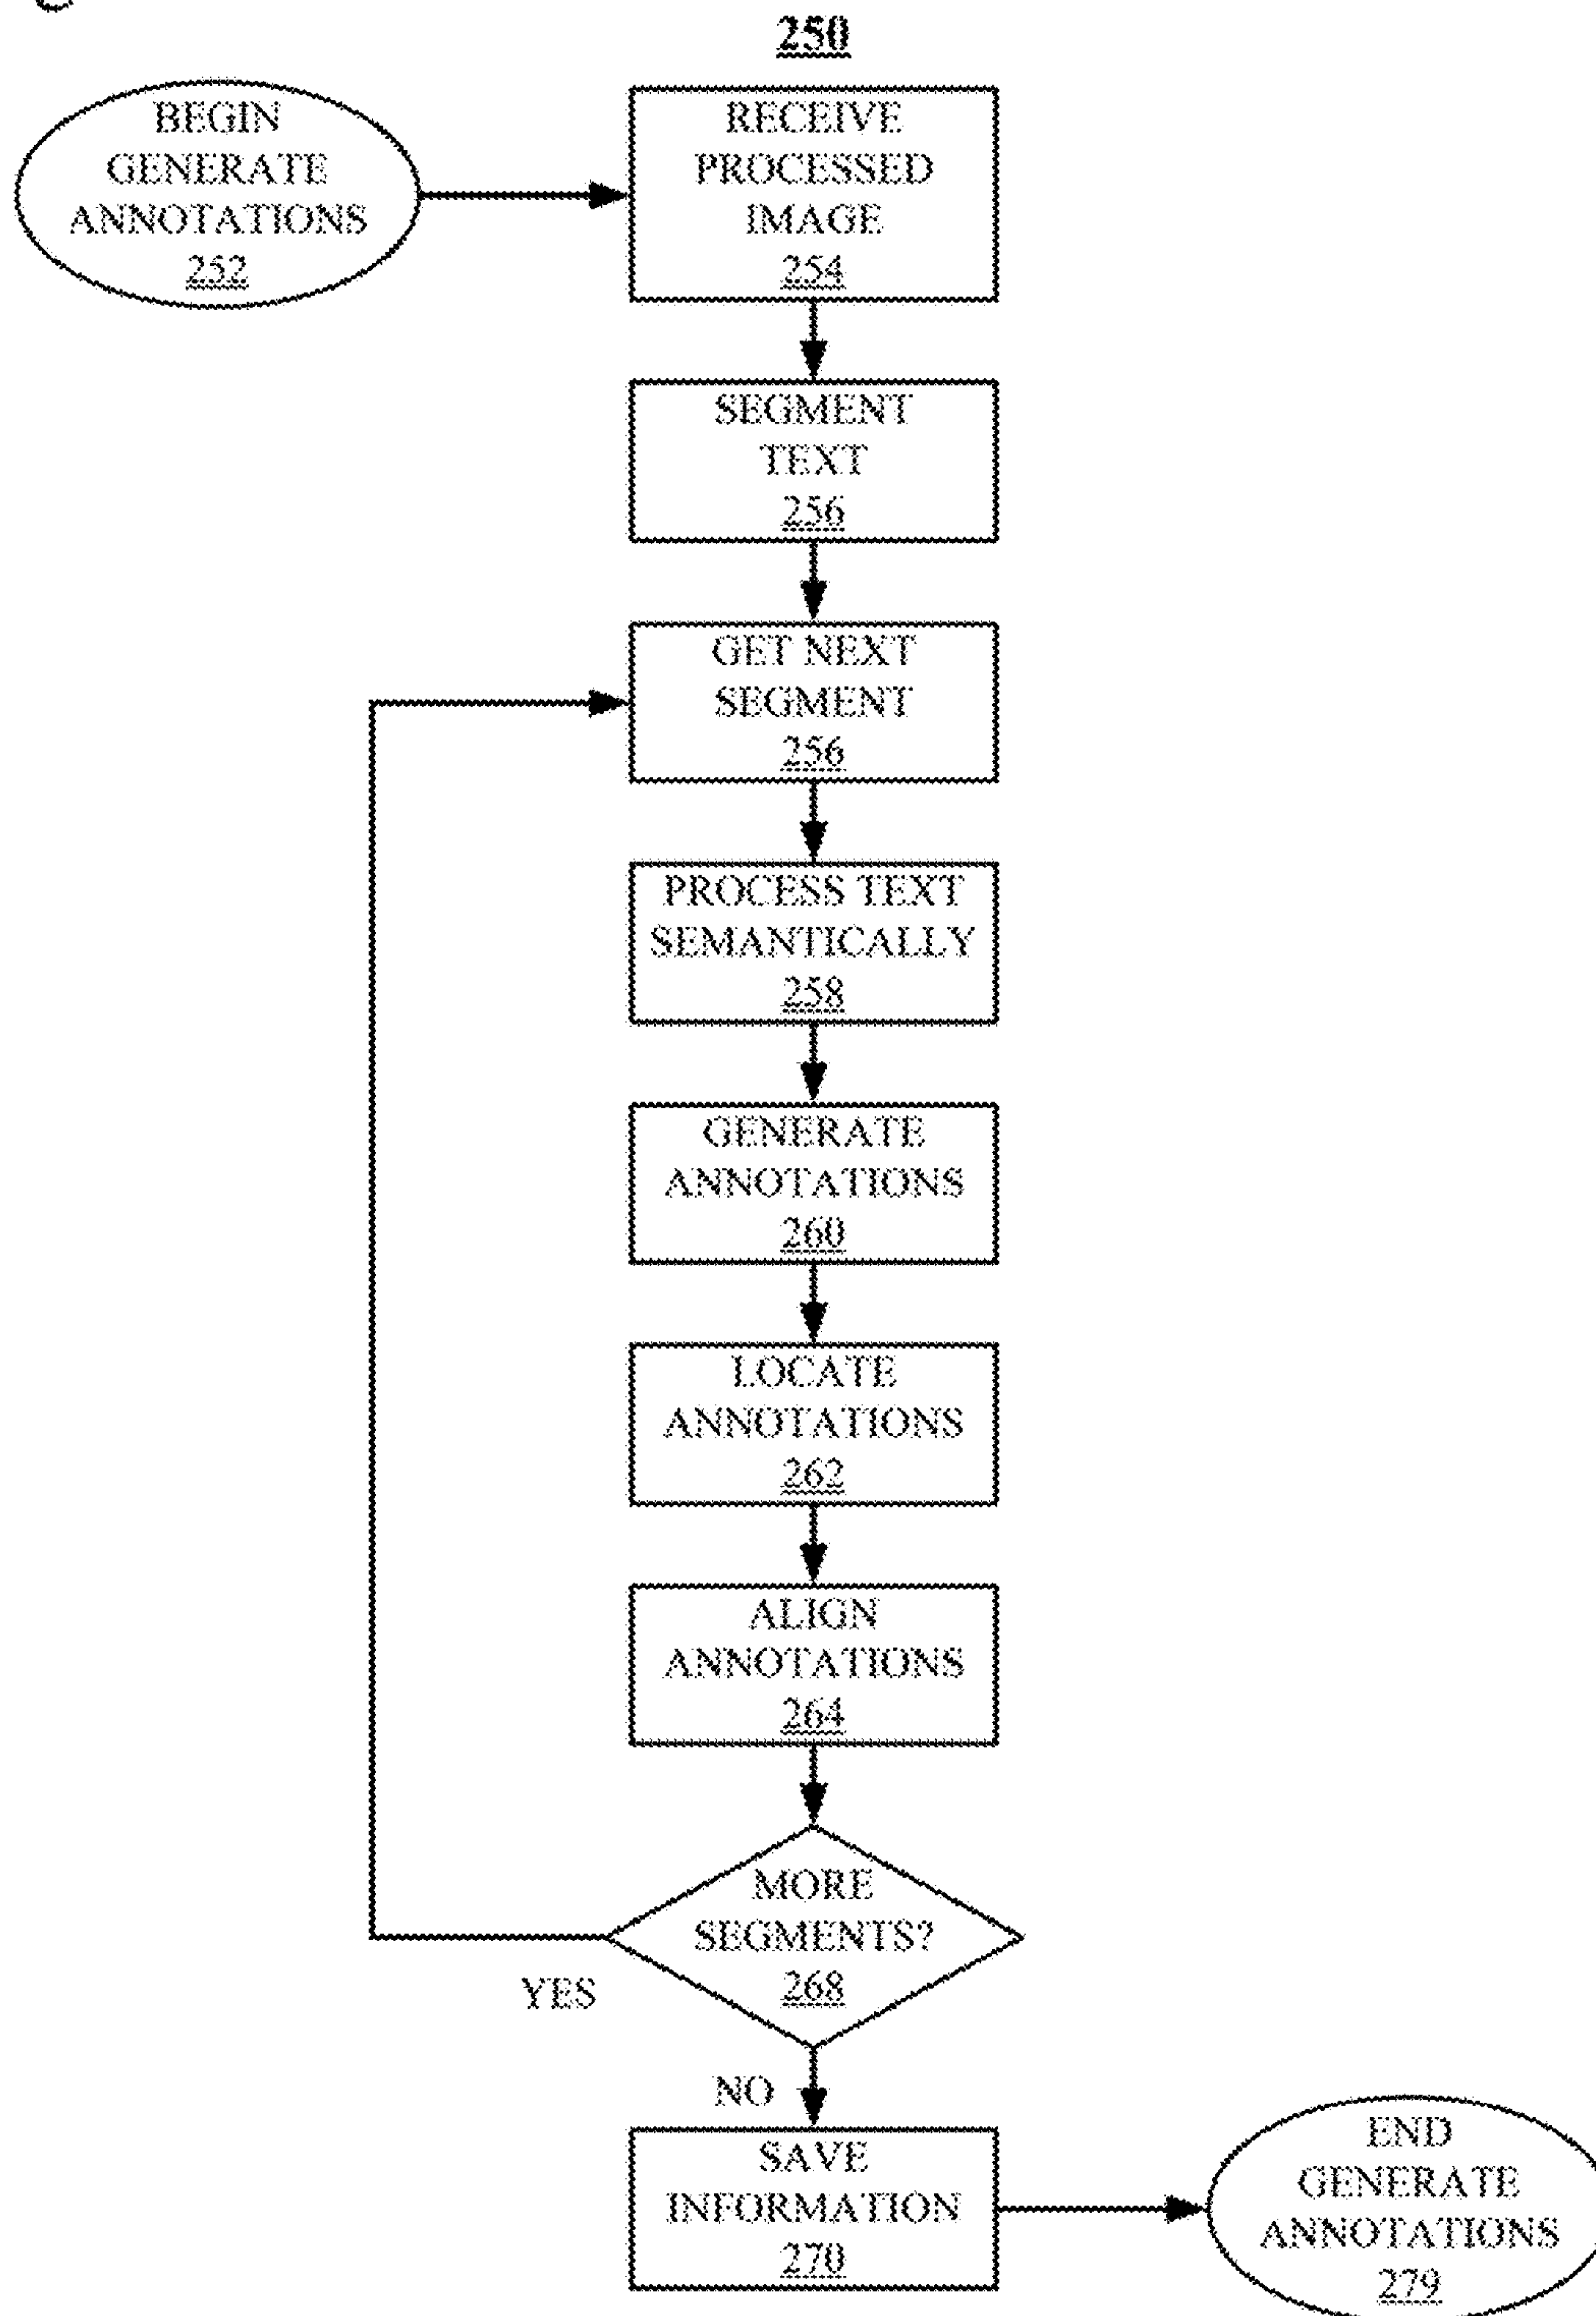 250
BEGIN
GENERATE
ANNOTATIONS
252
RECEIVE
PROCESSED
IMAGE
254
SEGMENT
TEXT
256
GET NEXT
SEGMENT
256
PROCESS TEXT
SEMANTICALLY
258
GENERATE
ANNOTATIONS
260
LOCATE
ANNOTATIONS
262
ALIGN
ANNOTATIONS
264
MORE
SEGMENTS?
268
YES
NO
SAVE
INFORMATION
270
END
GENERATE
ANNOTATIONS
279